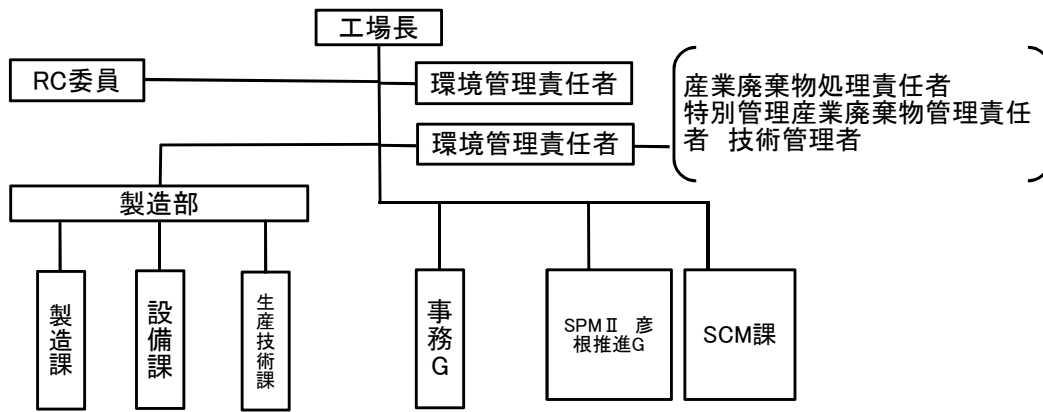 工場長
RC委員
環境管理責任者
産業廃棄物処理責任者
特別管理産業廃棄物管理責任
者　技術管理者
環境管理責任者
製造部
製造課
設備課
生産技術課
事務G
SPMⅡ　彦
根推進G
SCM課